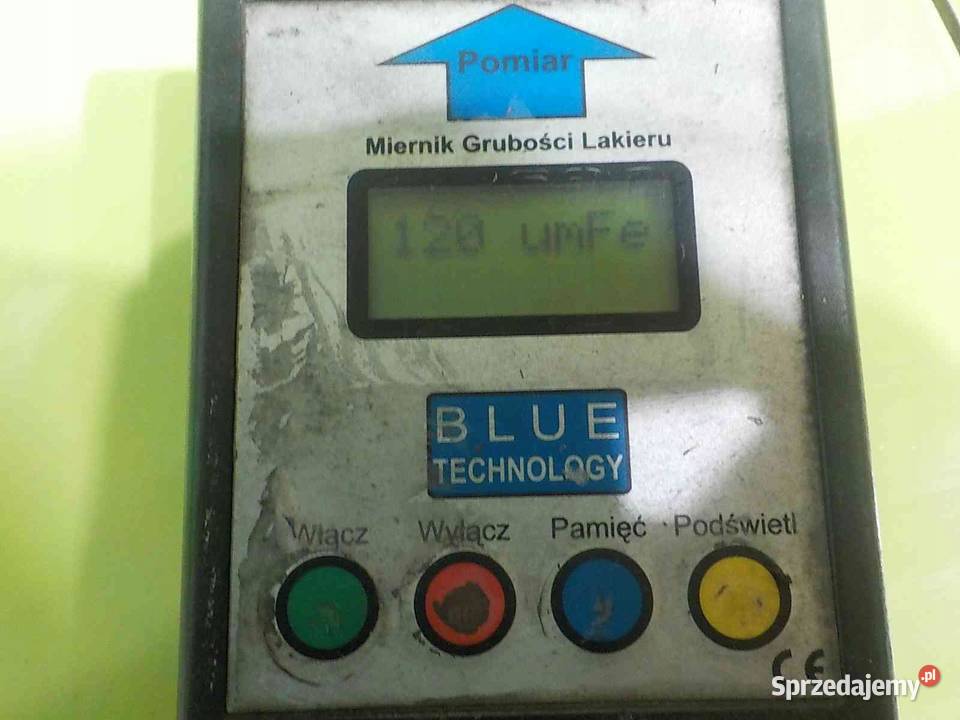 Pomiar
Miernik Grubości Lakieru
120 umFe
BLUE
TECHNOLOGY
Włącz Wyłącz Pamięć Podświetl
CE
Sprzedajemy.pl